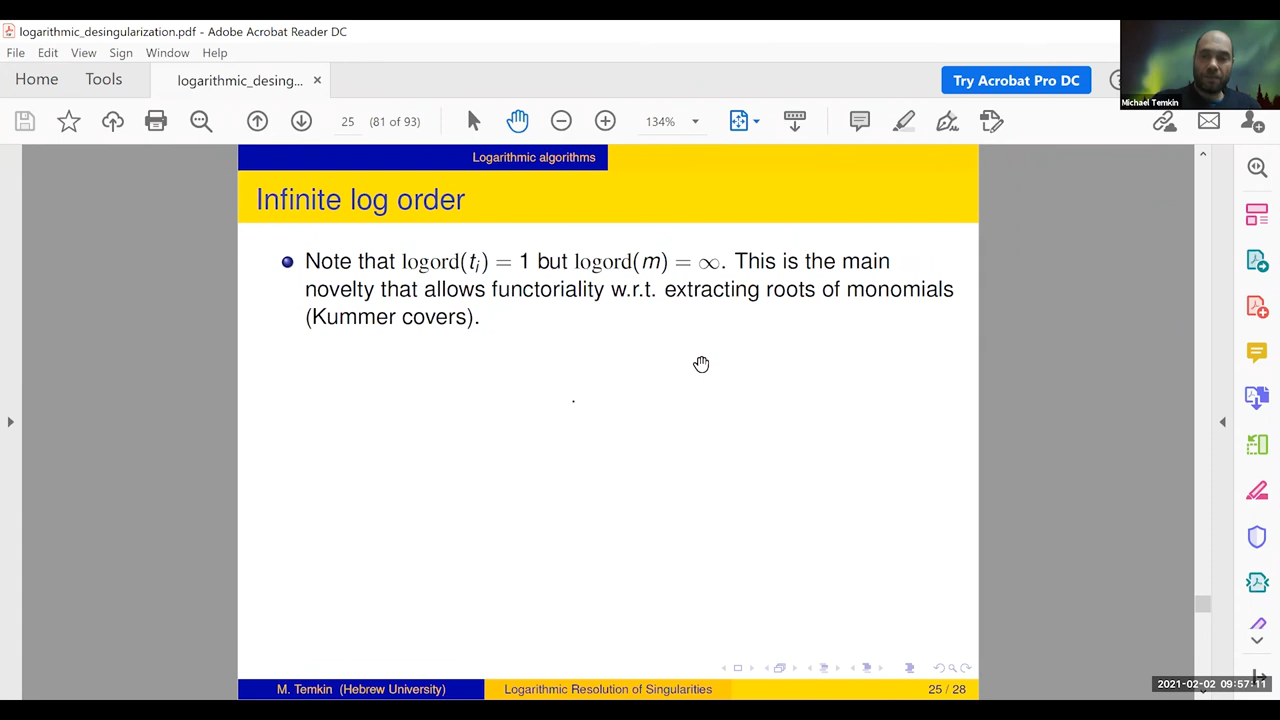 logarithmic_desingularization.pdf - Adobe Acrobat Reader DC
File Edit View Sign Window Help
Home Tools logarithmic_desing... × Try Acrobat Pro DC
25 (81 of 93) 134%
Michael Temkin
Logarithmic algorithms
Infinite log order
Note that logord(tᵢ) = 1 but logord(m) = ∞. This is the main
novelty that allows functoriality w.r.t. extracting roots of monomials
(Kummer covers).
M. Temkin (Hebrew University) Logarithmic Resolution of Singularities 25 / 28
2021-02-02 09:57:11